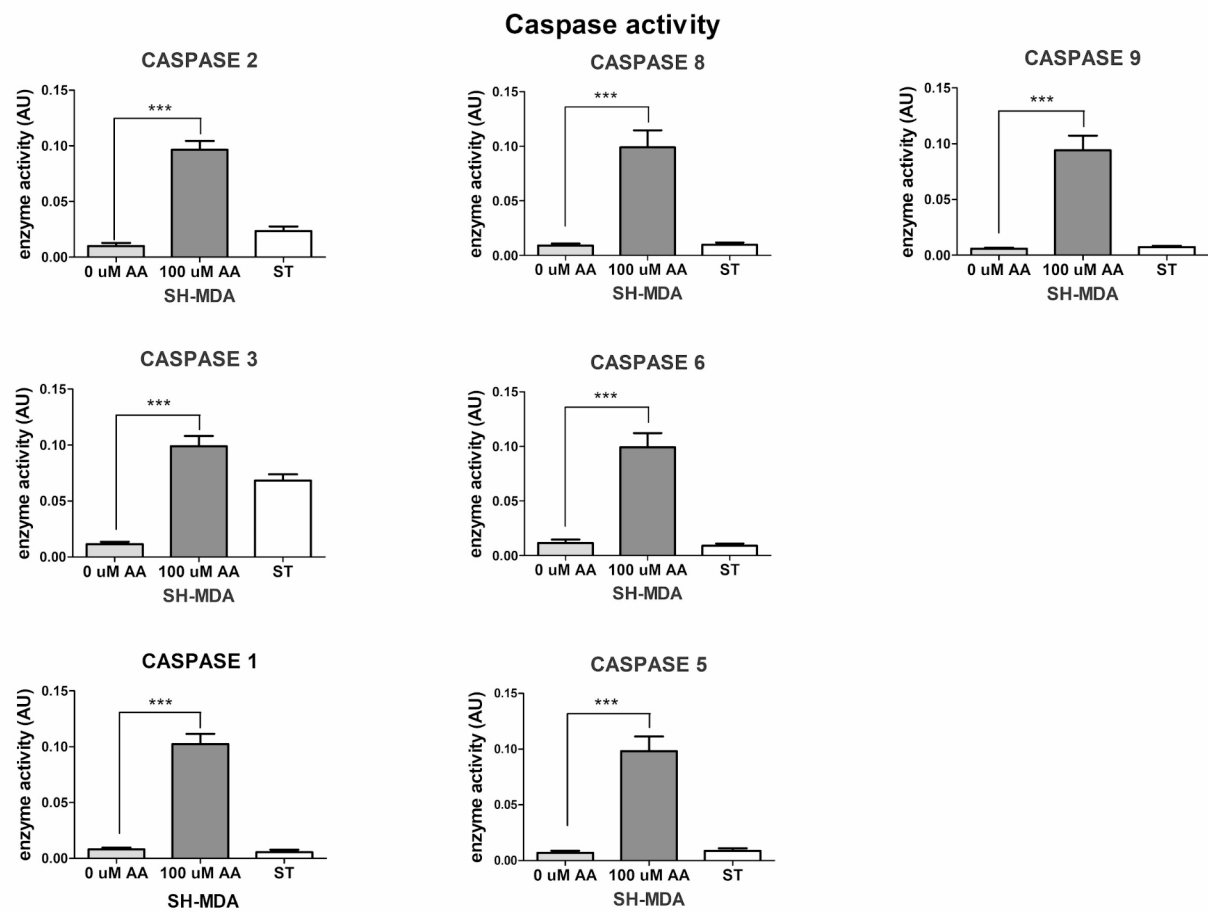 Caspase activity
CASPASE 2
enzyme activity (AU)
0.15
0.10
0.05
0.00
***
0 uM AA 100 uM AA ST
SH-MDA
CASPASE 8
enzyme activity (AU)
0.15
0.10
0.05
0.00
***
0 uM AA 100 uM AA ST
SH-MDA
CASPASE 9
enzyme activity (AU)
0.15
0.10
0.05
0.00
***
0 uM AA 100 uM AA ST
SH-MDA
CASPASE 3
enzyme activity (AU)
0.15
0.10
0.05
0.00
***
0 uM AA 100 uM AA ST
SH-MDA
CASPASE 6
enzyme activity (AU)
0.15
0.10
0.05
0.00
***
0 uM AA 100 uM AA ST
SH-MDA
CASPASE 1
enzyme activity (AU)
0.15
0.10
0.05
0.00
***
0 uM AA 100 uM AA ST
SH-MDA
CASPASE 5
enzyme activity (AU)
0.15
0.10
0.05
0.00
***
0 uM AA 100 uM AA ST
SH-MDA